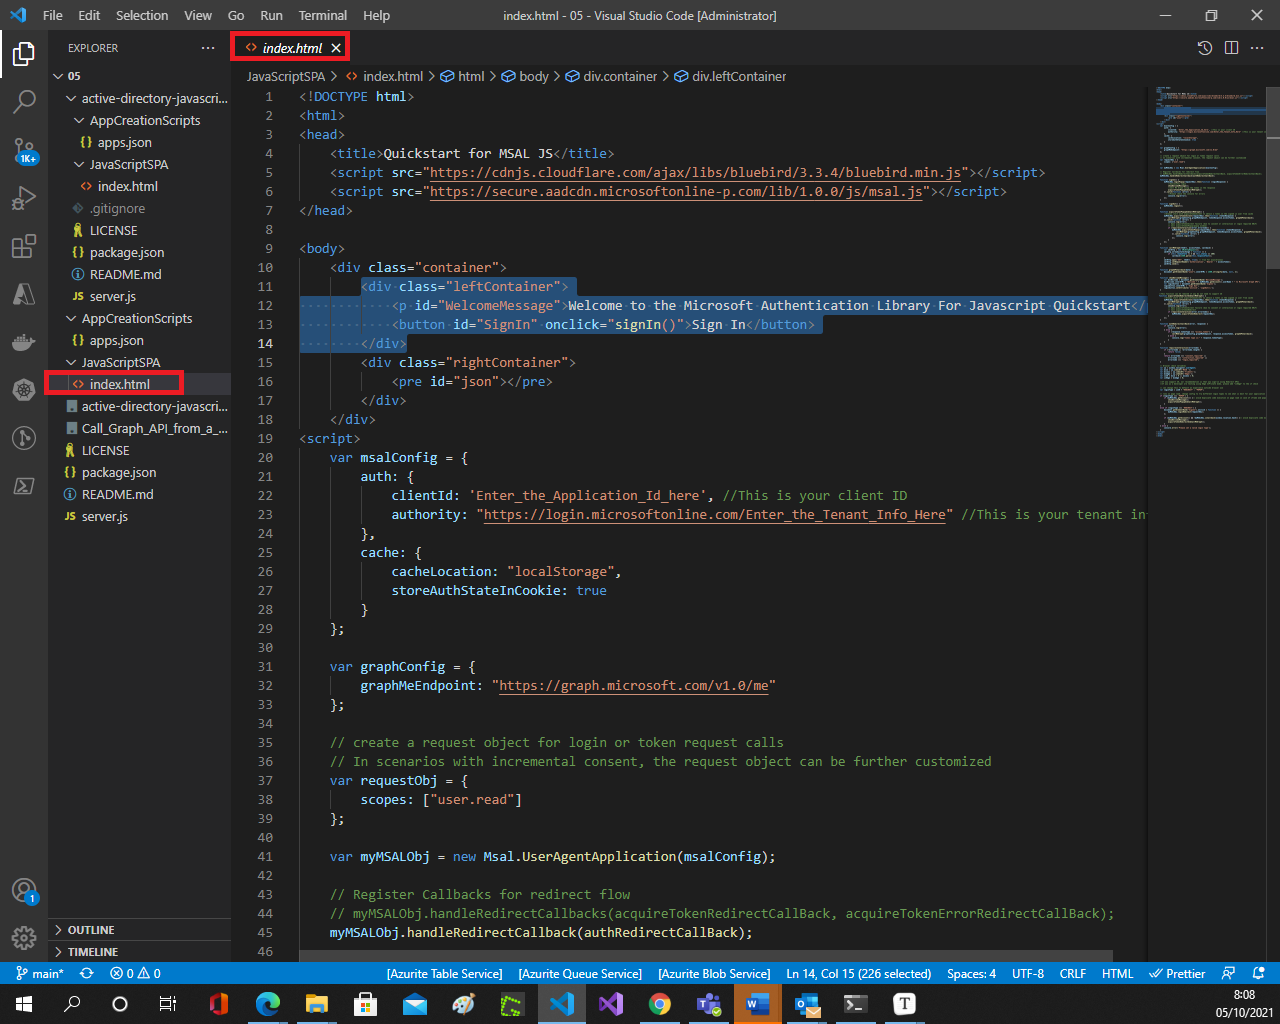 File Edit Selection View Go Run Terminal Help
index.html - 05 - Visual Studio Code [Administrator]
EXPLORER
05
active-directory-javascri...
AppCreationScripts
{} apps.json
JavaScriptSPA
<> index.html
.gitignore
LICENSE
{} package.json
README.md
JS server.js
AppCreationScripts
{} apps.json
JavaScriptSPA
<> index.html
active-directory-javascri...
Call_Graph_API_from_a_...
LICENSE
{} package.json
README.md
JS server.js
OUTLINE
TIMELINE
1K+
1
<> index.html
JavaScriptSPA > <> index.html > html > body > div.container > div.leftContainer
1 <!DOCTYPE html>
2 <html>
3 <head>
4 <title>Quickstart for MSAL JS</title>
5 <script src="https://cdnjs.cloudflare.com/ajax/libs/bluebird/3.3.4/bluebird.min.js"></script>
6 <script src="https://secure.aadcdn.microsoftonline-p.com/lib/1.0.0/js/msal.js"></script>
7 </head>
8
9 <body>
10 <div class="container">
11 <div class="leftContainer">
12 <p id="WelcomeMessage">Welcome to the Microsoft Authentication Library For Javascript Quickstart</
13 <button id="SignIn" onclick="signIn()">Sign In</button>
14 </div>
15 <div class="rightContainer">
16 <pre id="json"></pre>
17 </div>
18 </div>
19 <script>
20 var msalConfig = {
21 auth: {
22 clientId: 'Enter_the_Application_Id_here', //This is your client ID
23 authority: "https://login.microsoftonline.com/Enter_the_Tenant_Info_Here" //This is your tenant in
24 },
25 cache: {
26 cacheLocation: "localStorage",
27 storeAuthStateInCookie: true
28 }
29 };
30
31 var graphConfig = {
32 graphMeEndpoint: "https://graph.microsoft.com/v1.0/me"
33 };
34
35 // create a request object for login or token request calls
36 // In scenarios with incremental consent, the request object can be further customized
37 var requestObj = {
38 scopes: ["user.read"]
39 };
40
41 var myMSALObj = new Msal.UserAgentApplication(msalConfig);
42
43 // Register Callbacks for redirect flow
44 // myMSALObj.handleRedirectCallbacks(acquireTokenRedirectCallBack, acquireTokenErrorRedirectCallBack);
45 myMSALObj.handleRedirectCallback(authRedirectCallBack);
46
main* 0 0 [Azurite Table Service] [Azurite Queue Service] [Azurite Blob Service] Ln 14, Col 15 (226 selected) Spaces: 4 UTF-8 CRLF HTML Prettier
8:08
05/10/2021